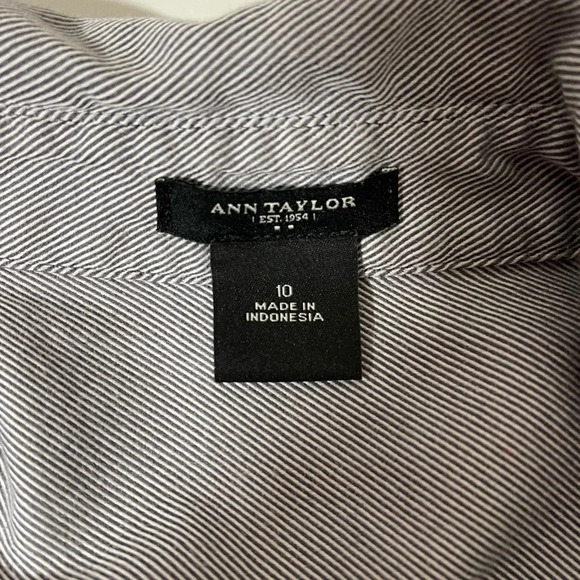 ANN TAYLOR
EST. 1954
10
MADE IN
INDONESIA